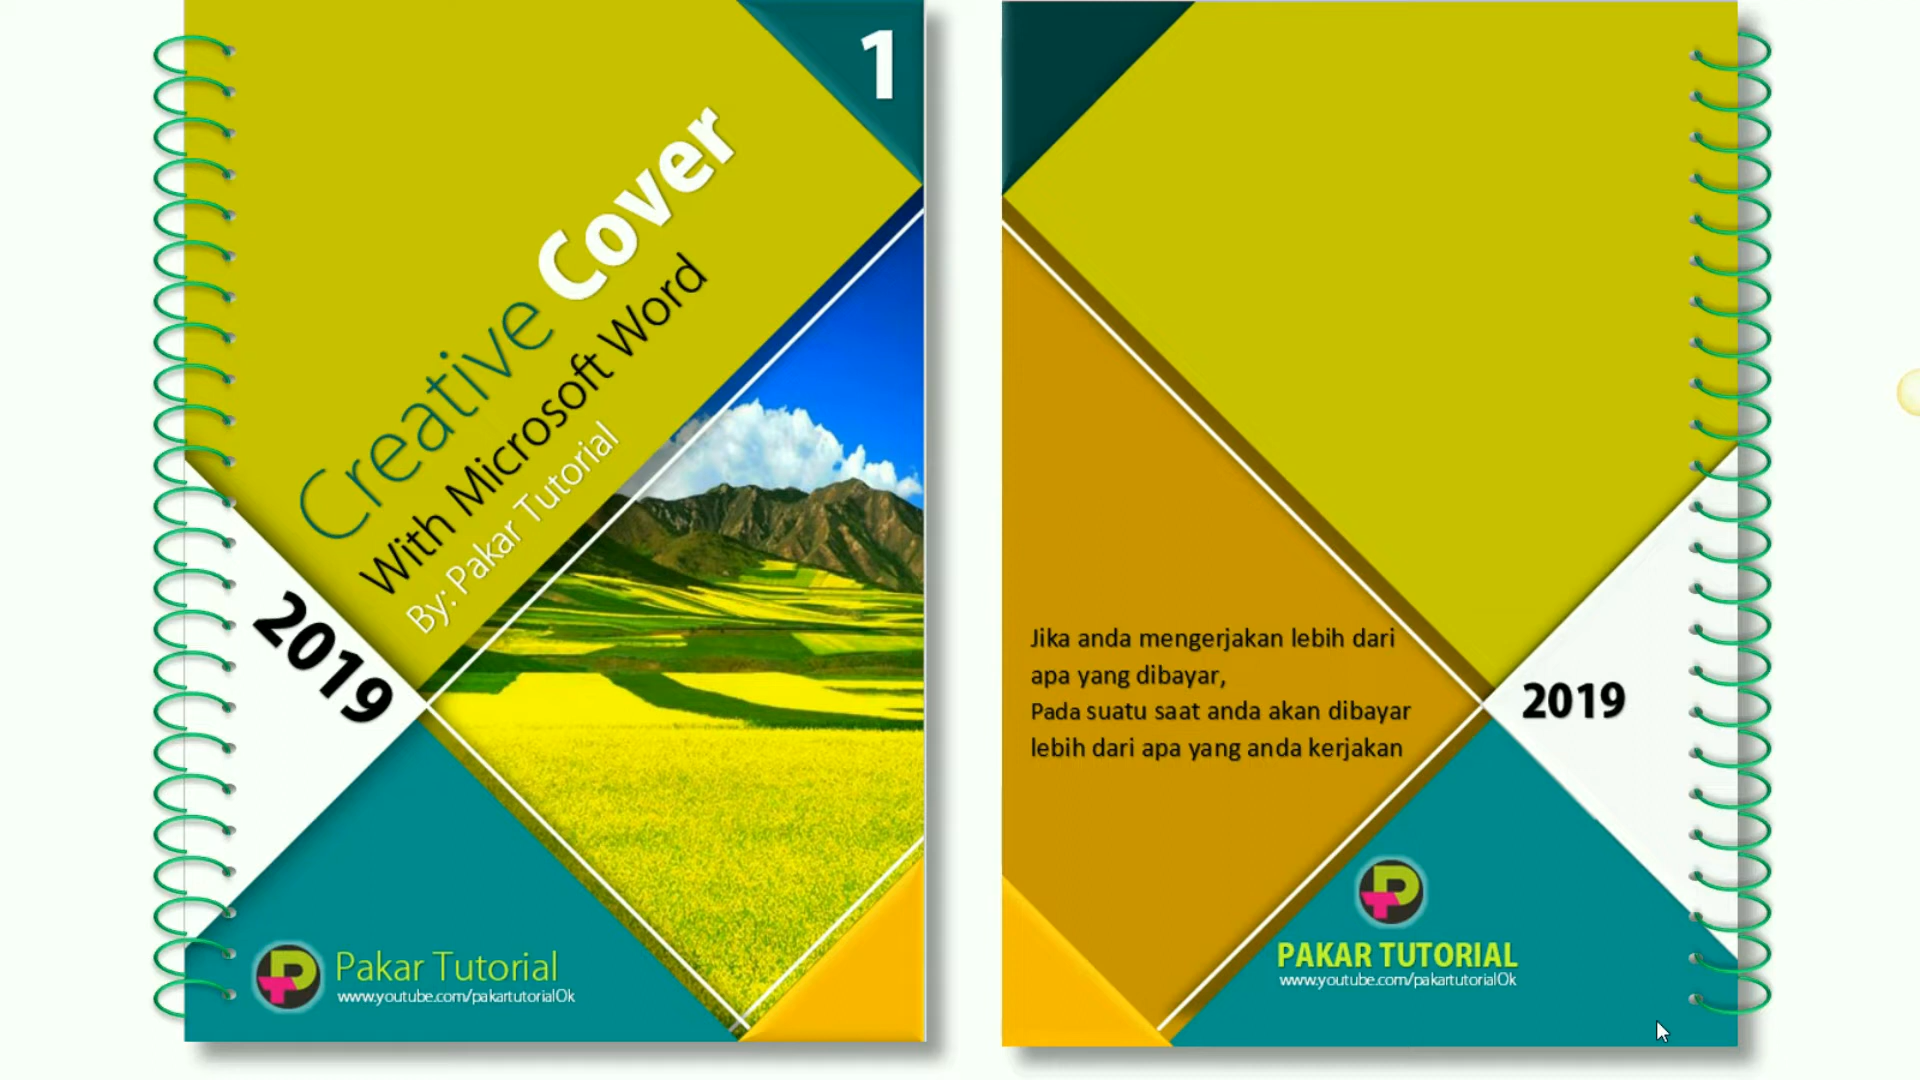 1
Creative Cover
With Microsoft Word
By: Pakar Tutorial
2019
Pakar Tutorial
www.youtube.com/pakartutorialOk
Jika anda mengerjakan lebih dari
apa yang dibayar,
Pada suatu saat anda akan dibayar
lebih dari apa yang anda kerjakan
2019
PAKAR TUTORIAL
www.youtube.com/pakartutorialOk